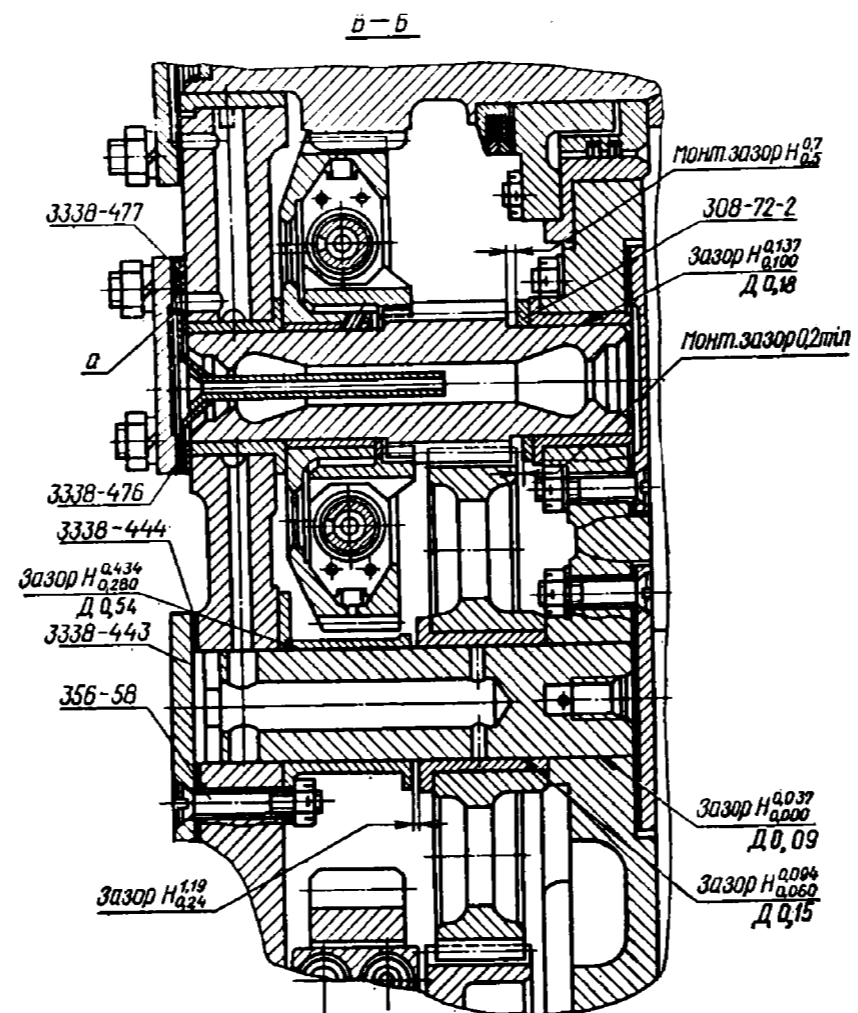 Б-Б
Монт. зазор Н 0,7
0,5
3338-477
308-72-2
Зазор Н 0,137
0,100
Д 0,18
а
Монт. зазор 0,2 min
3338-476
3338-444
Зазор Н 0,434
0,280
Д 0,54
3338-443
356-58
Зазор Н 0,037
0,000
Д 0,09
Зазор Н 1,19
0,24
Зазор Н 0,094
0,060
Д 0,15